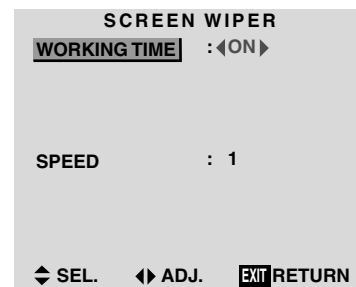 SCREEN WIPER
WORKING TIME : ◀ON▶
SPEED : 1
▲▼ SEL. ◀▶ ADJ. EXIT RETURN